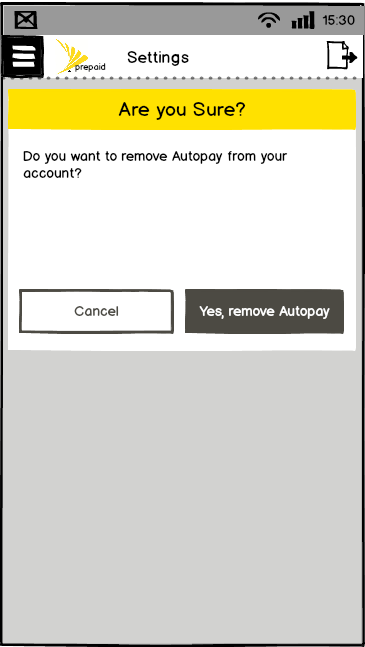 15:30
prepaid
Settings
Are you Sure?
Do you want to remove Autopay from your
account?
Cancel
Yes, remove Autopay